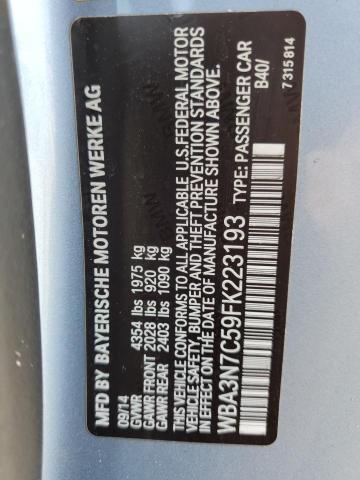 MFD BY BAYERISCHE MOTOREN WERKE AG
09/14
GVWR 4354 lbs 1975 kg
GAWR FRONT 2028 lbs 920 kg
GAWR REAR 2403 lbs 1090 kg
THIS VEHICLE CONFORMS TO ALL APPLICABLE U.S. FEDERAL MOTOR
VEHICLE SAFETY, BUMPER AND THEFT PREVENTION STANDARDS
IN EFFECT ON THE DATE OF MANUFACTURE SHOWN ABOVE.
WBA3N7C59FK223193 TYPE: PASSENGER CAR
B40/
7 315 814